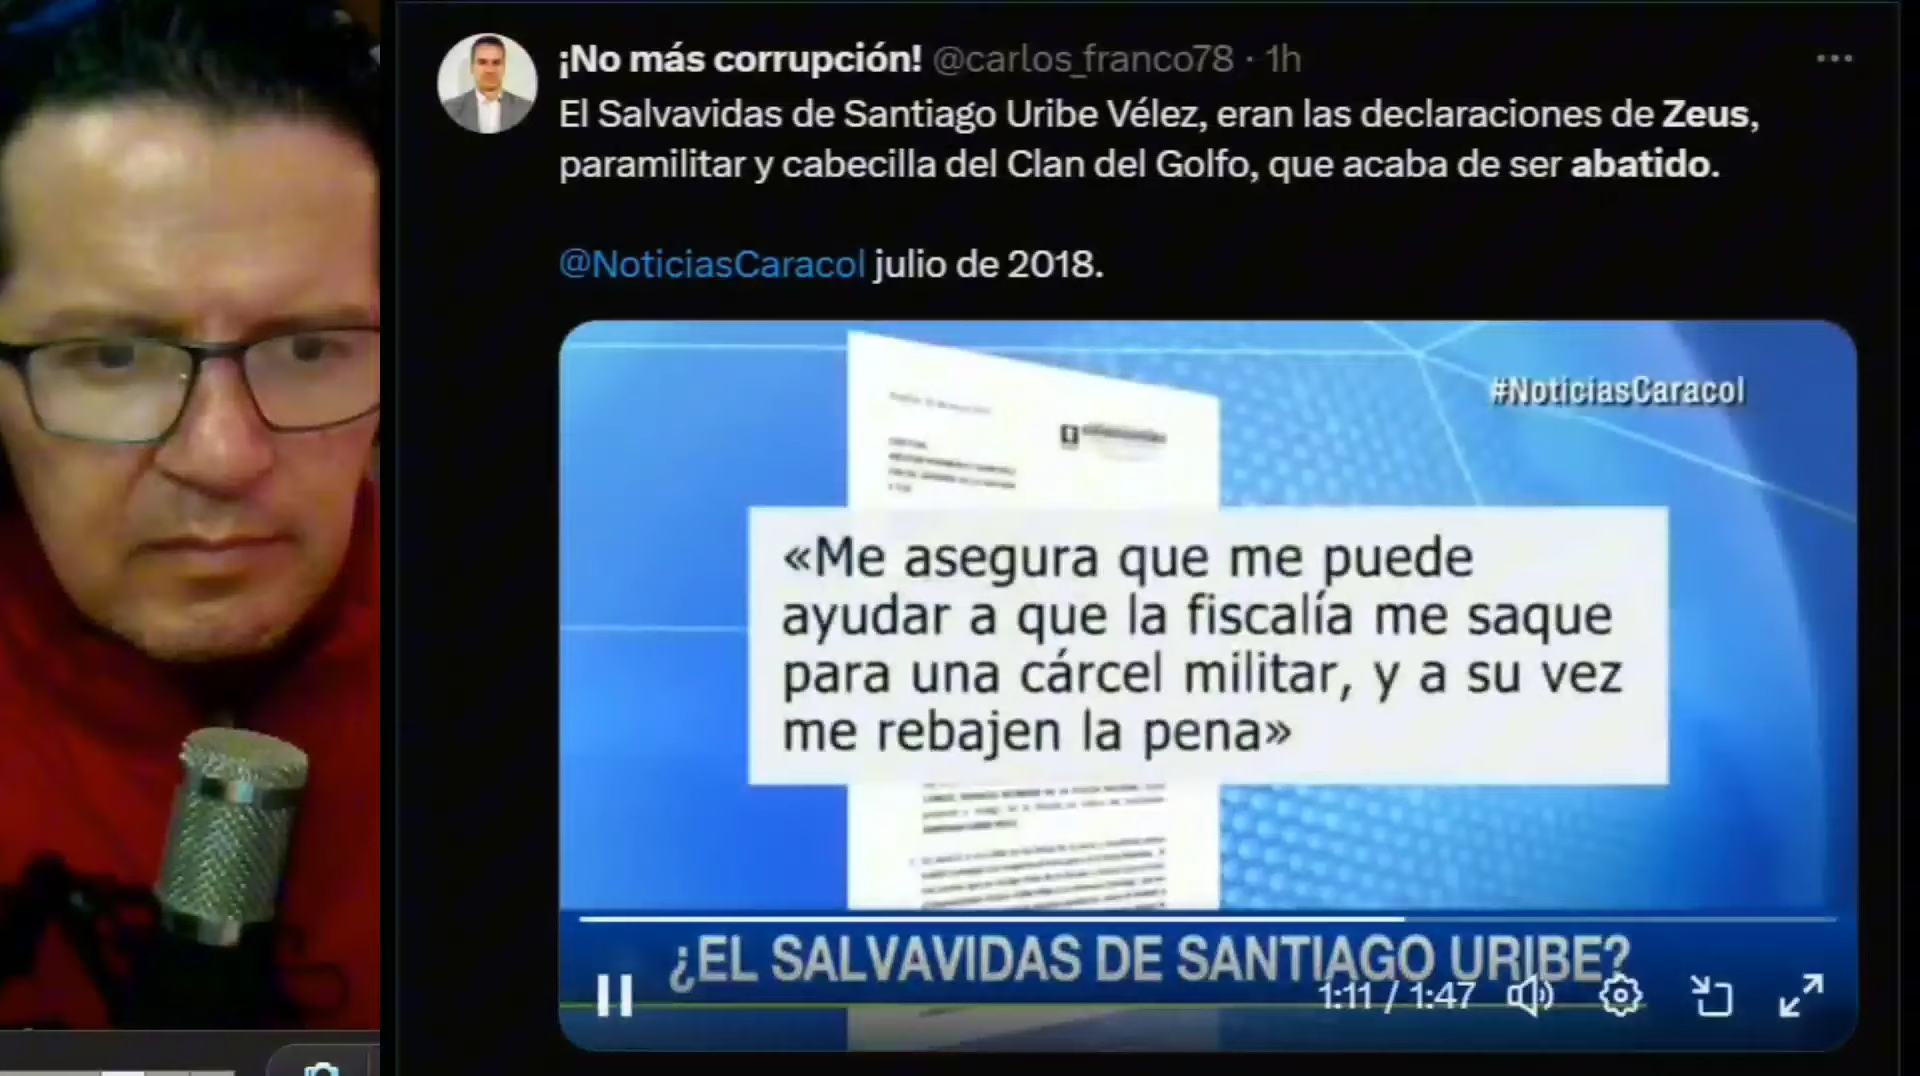 ¡No más corrupción! @carlos_franco78 · 1h
El Salvavidas de Santiago Uribe Vélez, eran las declaraciones de Zeus,
paramilitar y cabecilla del Clan del Golfo, que acaba de ser abatido.
@NoticiasCaracol julio de 2018.
#NoticiasCaracol
«Me asegura que me puede
ayudar a que la fiscalía me saque
para una cárcel militar, y a su vez
me rebajen la pena»
¿EL SALVAVIDAS DE SANTIAGO URIBE?
1:11 / 1:47